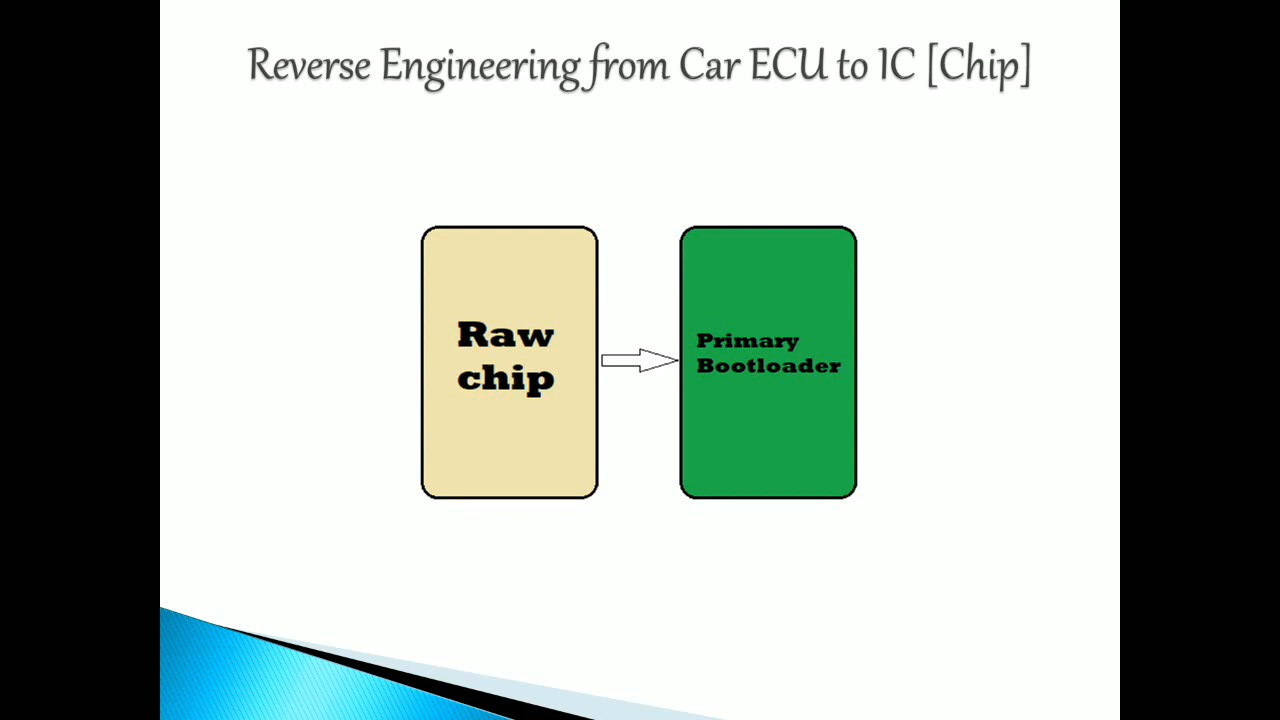 Reverse Engineering from Car ECU to IC [Chip]
Raw
chip
Primary
Bootloader